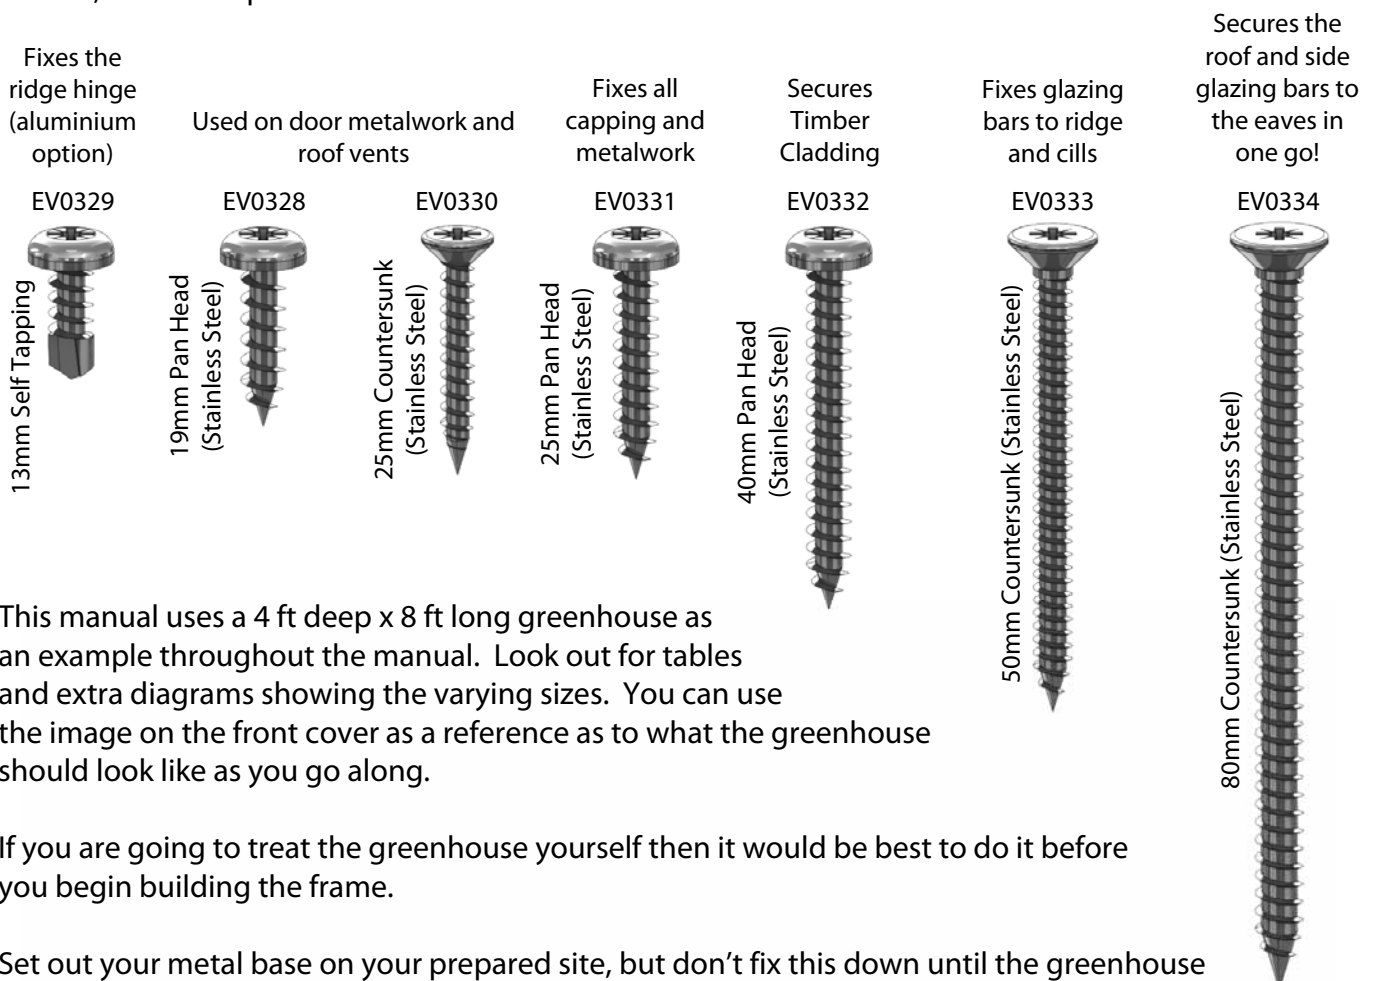 Fixes the
ridge hinge
(aluminium
option)
Used on door metalwork and
roof vents
Fixes all
capping and
metalwork
Secures
Timber
Cladding
Fixes glazing
bars to ridge
and cills
Secures the
roof and side
glazing bars to
the eaves in
one go!
EV0329
EV0328
EV0330
EV0331
EV0332
EV0333
EV0334
13mm Self Tapping
19mm Pan Head
(Stainless Steel)
25mm Countersunk
(Stainless Steel)
25mm Pan Head
(Stainless Steel)
40mm Pan Head
(Stainless Steel)
50mm Countersunk (Stainless Steel)
80mm Countersunk (Stainless Steel)
This manual uses a 4 ft deep x 8 ft long greenhouse as
an example throughout the manual. Look out for tables
and extra diagrams showing the varying sizes. You can use
the image on the front cover as a reference as to what the greenhouse
should look like as you go along.
If you are going to treat the greenhouse yourself then it would be best to do it before
you begin building the frame.
Set out your metal base on your prepared site, but don't fix this down until the greenhouse